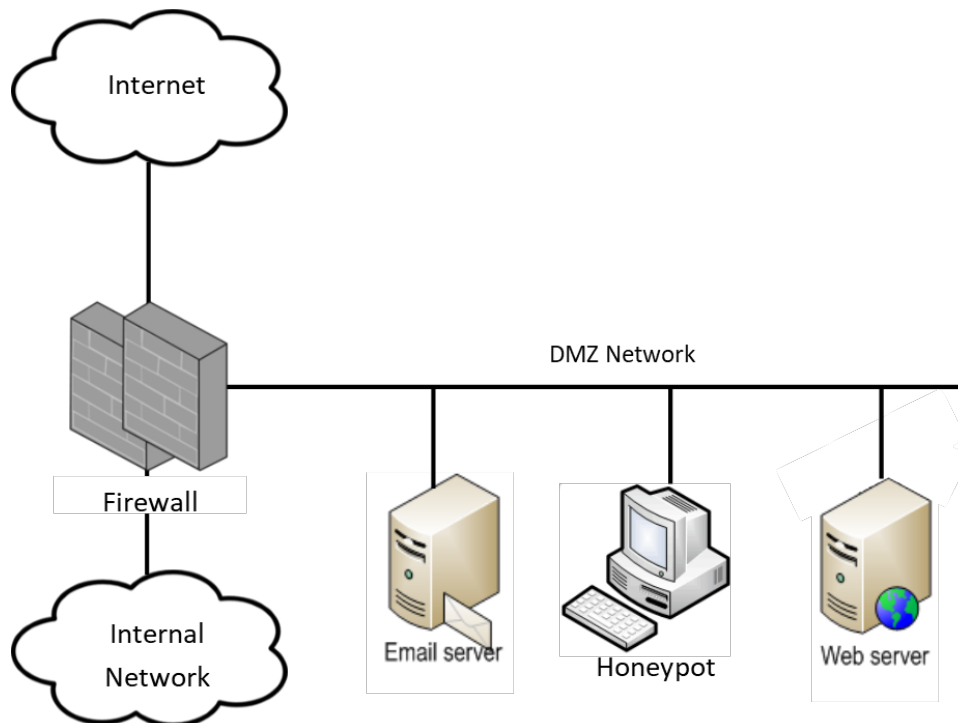 Internet
DMZ Network
Firewall
Internal
Network
Email server
Honeypot
Web server